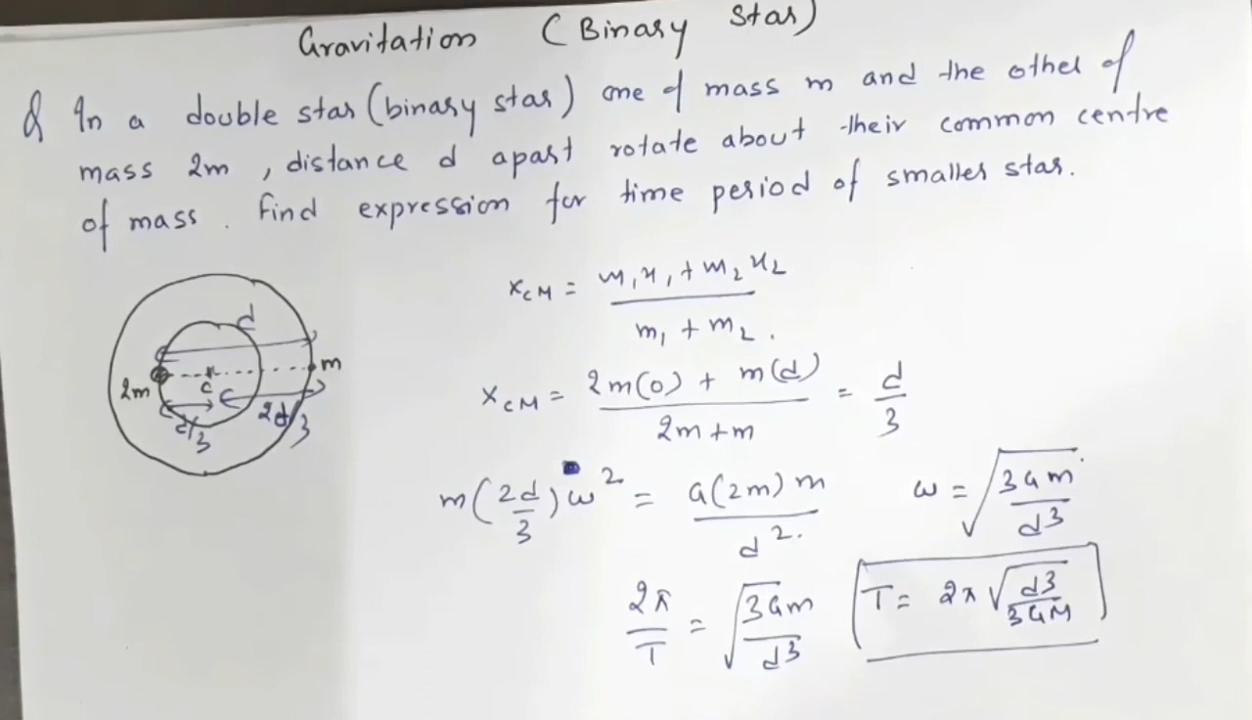 Gravitation (Binary Star)
Q In a double star (binary star) one of mass m and the other of
mass 2m, distance d apart rotate about their common centre
of mass. Find expression for time period of smaller star.
x_CM = (m₁x₁ + m₂x₂)/(m₁ + m₂).
d
2m c m
d/3 2d/3
x_CM = (2m(0) + m(d))/(2m+m) = d/3
m(2d/3)ω² = G(2m)m/d². ω = √(3Gm/d³)
2π/T = √(3Gm/d³) T = 2π√(d³/3GM)